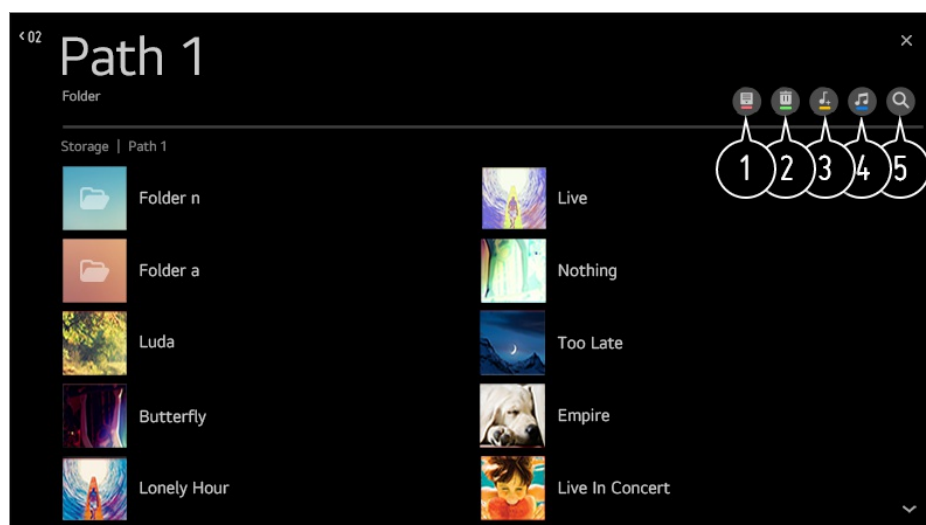 < 02
Path 1
Folder
1 2 3 4 5
Storage | Path 1
Folder n
Live
Folder a
Nothing
Luda
Too Late
Butterfly
Empire
Lonely Hour
Live In Concert